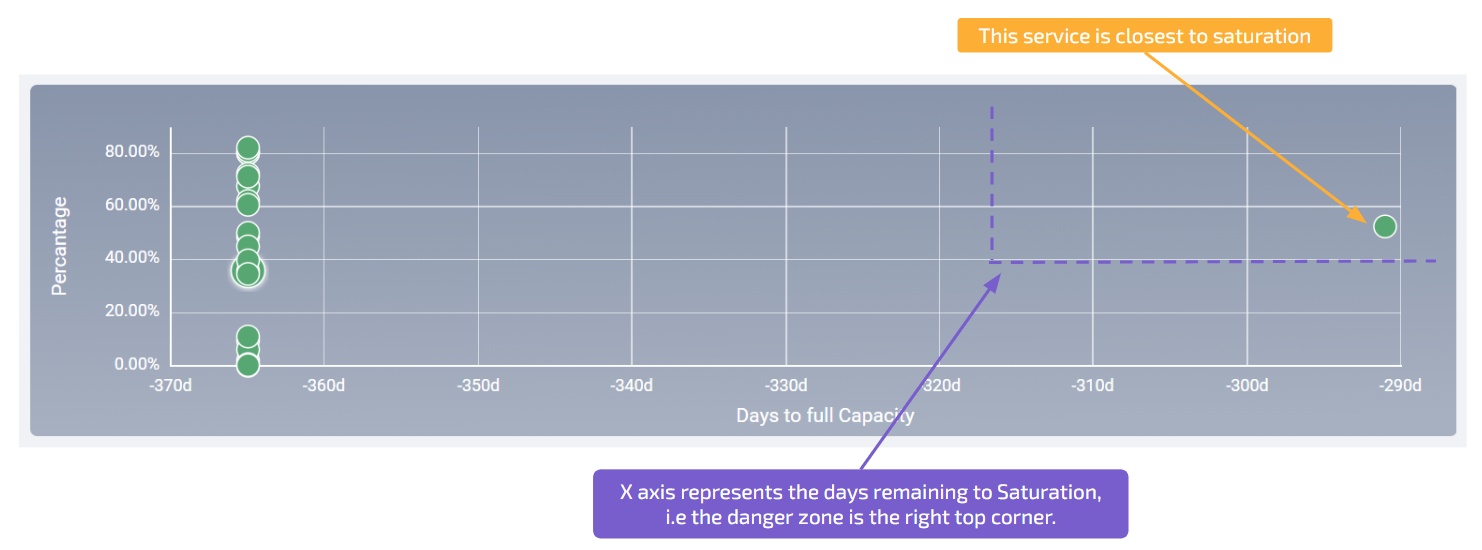 This service is closest to saturation
80.00%
60.00%
40.00%
20.00%
0.00%
Percantage
-370d
-360d
-350d
-340d
-330d
-320d
-310d
-300d
-290d
Days to full Capacity
X axis represents the days remaining to Saturation,
i.e the danger zone is the right top corner.